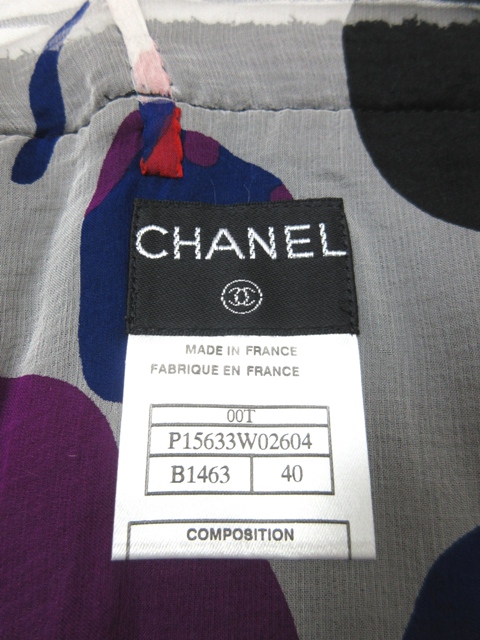 CHANEL
MADE IN FRANCE
FABRIQUE EN FRANCE
00T
P15633W02604
B1463 40
COMPOSITION